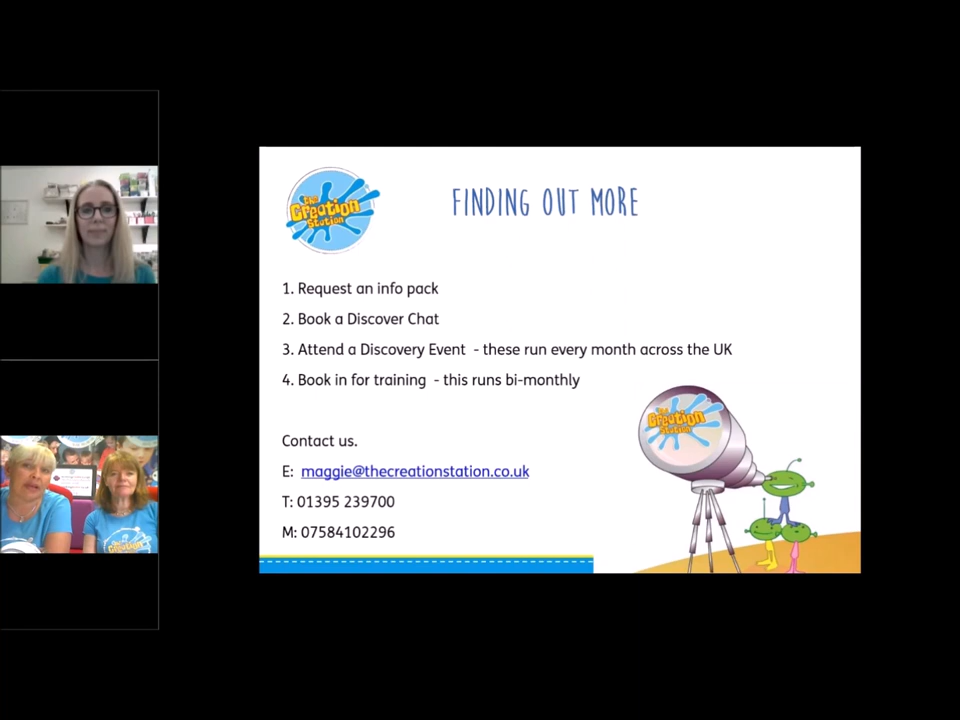 The
Creation
Station
FINDING OUT MORE
1. Request an info pack
2. Book a Discover Chat
3. Attend a Discovery Event - these run every month across the UK
4. Book in for training - this runs bi-monthly
Contact us.
E: maggie@thecreationstation.co.uk
T: 01395 239700
M: 07584102296
The
Creation
Station